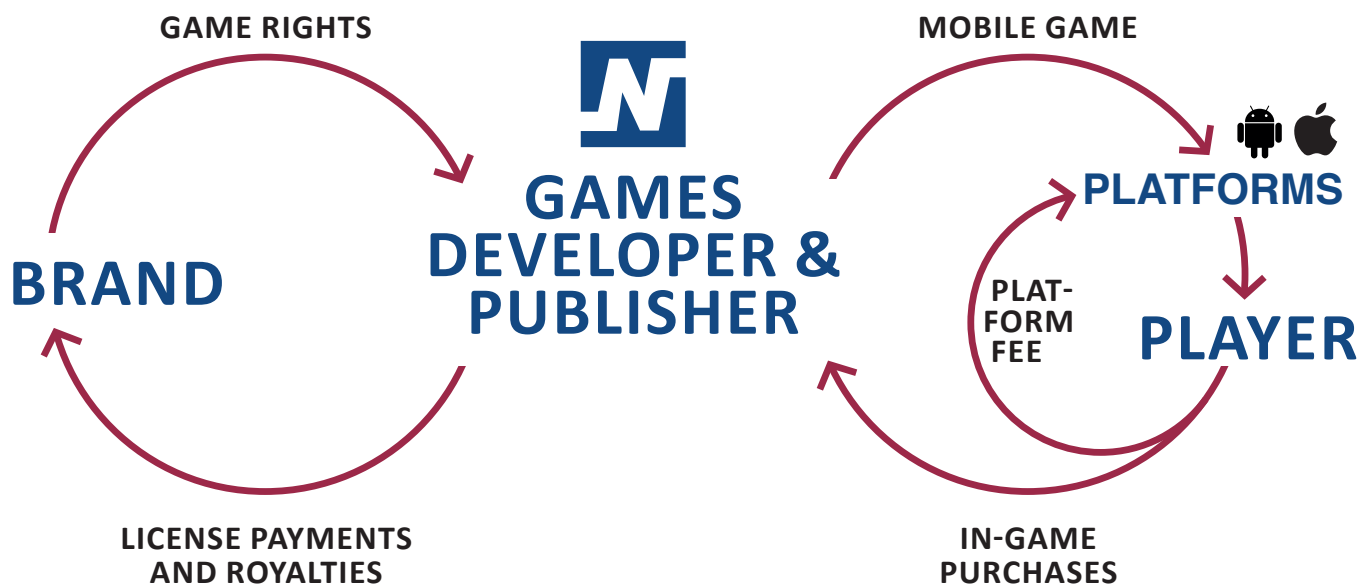 GAME RIGHTS
MOBILE GAME
N
GAMES
DEVELOPER &
PUBLISHER
BRAND
PLATFORMS
PLAT-
FORM
FEE
PLAYER
LICENSE PAYMENTS
AND ROYALTIES
IN-GAME
PURCHASES